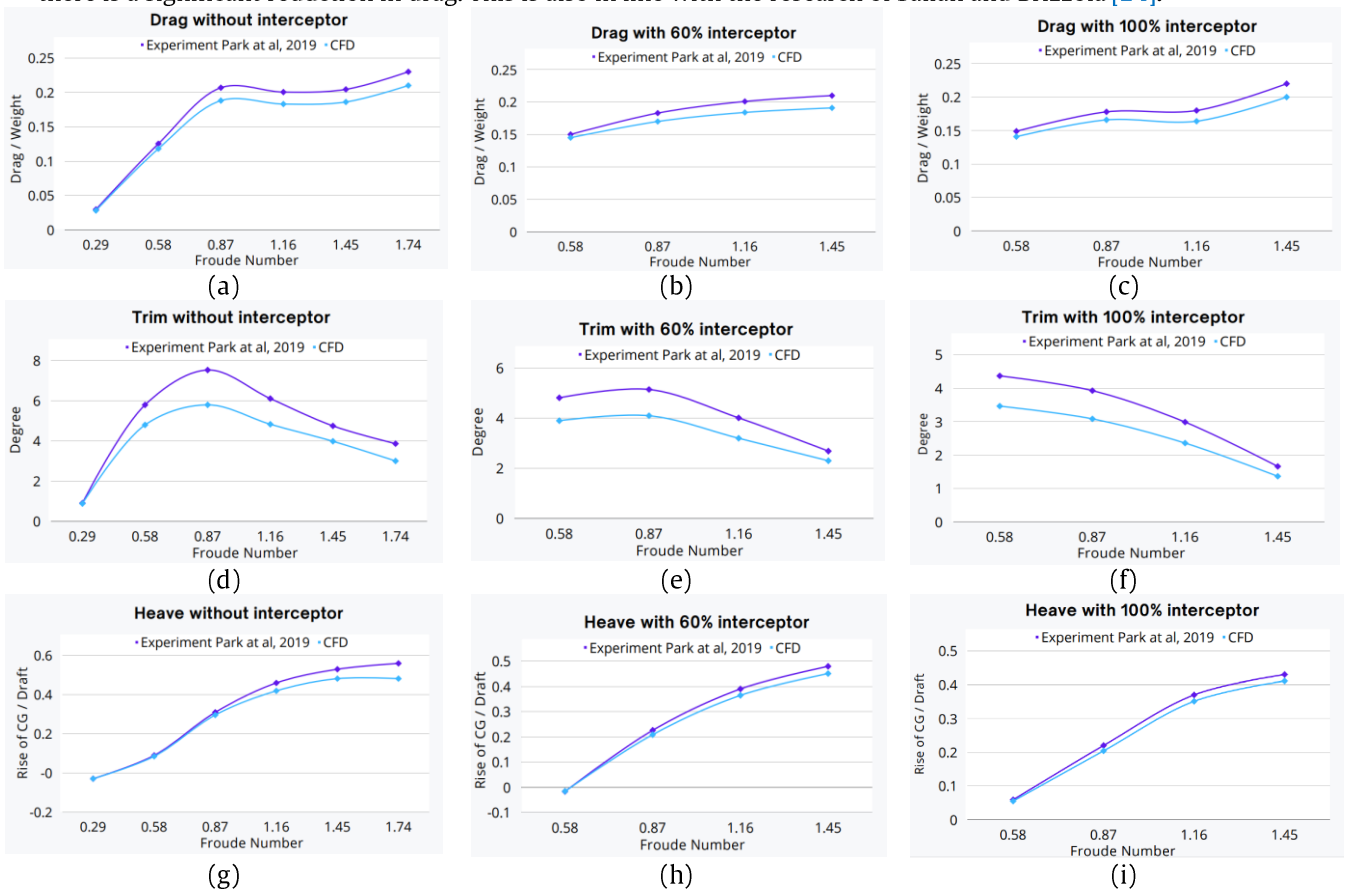 there is a significant reduction in drag. This is also in line with the research of
Drag without interceptor
Experiment Park at al, 2019 CFD
Drag / Weight
0.25
0.2
0.15
0.1
0.05
0
0.29 0.58 0.87 1.16 1.45 1.74
Froude Number
(a)
Drag with 60% interceptor
Experiment Park at al, 2019 CFD
Drag / Weight
0.25
0.2
0.15
0.1
0.05
0
0.58 0.87 1.16 1.45
Froude Number
(b)
Drag with 100% interceptor
Experiment Park at al, 2019 CFD
Drag / Weight
0.25
0.2
0.15
0.1
0.05
0
0.58 0.87 1.16 1.45
Froude Number
(c)
Trim without interceptor
Experiment Park at al, 2019 CFD
Degree
8
6
4
2
0
0.29 0.58 0.87 1.16 1.45 1.74
Froude Number
(d)
Trim with 60% interceptor
Experiment Park at al, 2019 CFD
Degree
6
4
2
0
0.58 0.87 1.16 1.45
Froude Number
(e)
Trim with 100% interceptor
Experiment Park at al, 2019 CFD
Degree
5
4
3
2
1
0
0.58 0.87 1.16 1.45
Froude Number
(f)
Heave without interceptor
Experiment Park at al, 2019 CFD
Rise of CG / Draft
0.6
0.4
0.2
-0
-0.2
0.29 0.58 0.87 1.16 1.45 1.74
Froude Number
(g)
Heave with 60% interceptor
Experiment Park at al, 2019 CFD
Rise of CG / Draft
0.5
0.4
0.3
0.2
0.1
0
-0.1
0.58 0.87 1.16 1.45
Froude Number
(h)
Heave with 100% interceptor
Experiment Park at al, 2019 CFD
Rise of CG / Draft
0.5
0.4
0.3
0.2
0.1
0
0.58 0.87 1.16 1.45
Froude Number
(i)